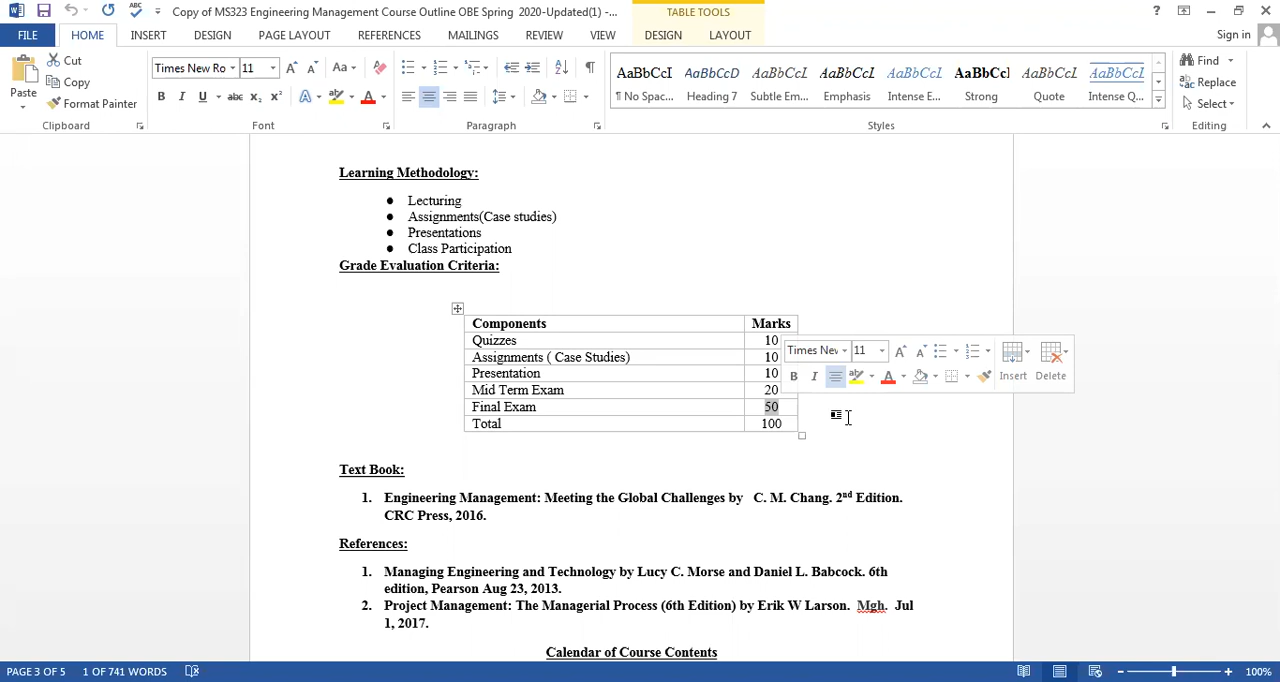 Copy of MS323 Engineering Management Course Outline OBE Spring 2020-Updated(1) -...
TABLE TOOLS
?
FILE HOME INSERT DESIGN PAGE LAYOUT REFERENCES MAILINGS REVIEW VIEW DESIGN LAYOUT Sign in
Paste
Cut
Copy
Format Painter
Clipboard
Times New Ro 11
Font
Paragraph
AaBbCcI AaBbCcD AaBbCcL AaBbCcL AaBbCcL AaBbCcI AaBbCcL AaBbCcL
¶ No Spac... Heading 7 Subtle Em... Emphasis Intense E... Strong Quote Intense Q...
Styles
Find
Replace
Select
Editing
Learning Methodology:
● Lecturing
● Assignments(Case studies)
● Presentations
● Class Participation
Grade Evaluation Criteria:
Components Marks
Quizzes 10
Assignments ( Case Studies) 10
Presentation 10
Mid Term Exam 20
Final Exam 50
Total 100
Times New 11
B I Insert Delete
Text Book:
1. Engineering Management: Meeting the Global Challenges by C. M. Chang. 2nd Edition.
CRC Press, 2016.
References:
1. Managing Engineering and Technology by Lucy C. Morse and Daniel L. Babcock. 6th
edition, Pearson Aug 23, 2013.
2. Project Management: The Managerial Process (6th Edition) by Erik W Larson. Mgh. Jul
1, 2017.
Calendar of Course Contents
PAGE 3 OF 5 1 OF 741 WORDS 100%